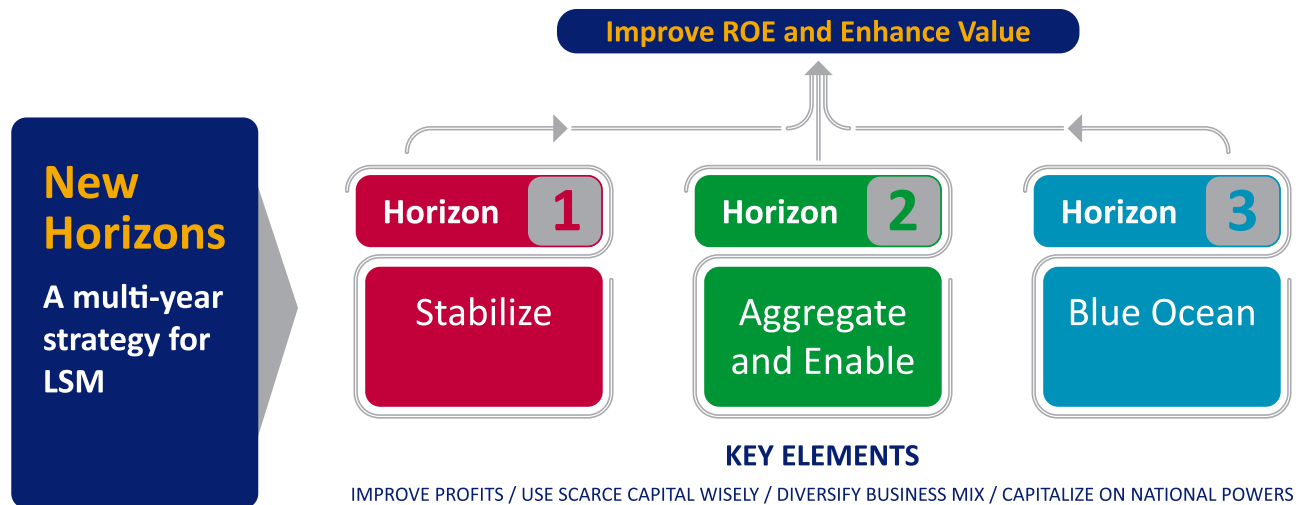 Improve ROE and Enhance Value
New
Horizons
A multi-year
strategy for
LSM
Horizon 1
Stabilize
Horizon 2
Aggregate
and Enable
Horizon 3
Blue Ocean
KEY ELEMENTS
IMPROVE PROFITS / USE SCARCE CAPITAL WISELY / DIVERSIFY BUSINESS MIX / CAPITALIZE ON NATIONAL POWERS